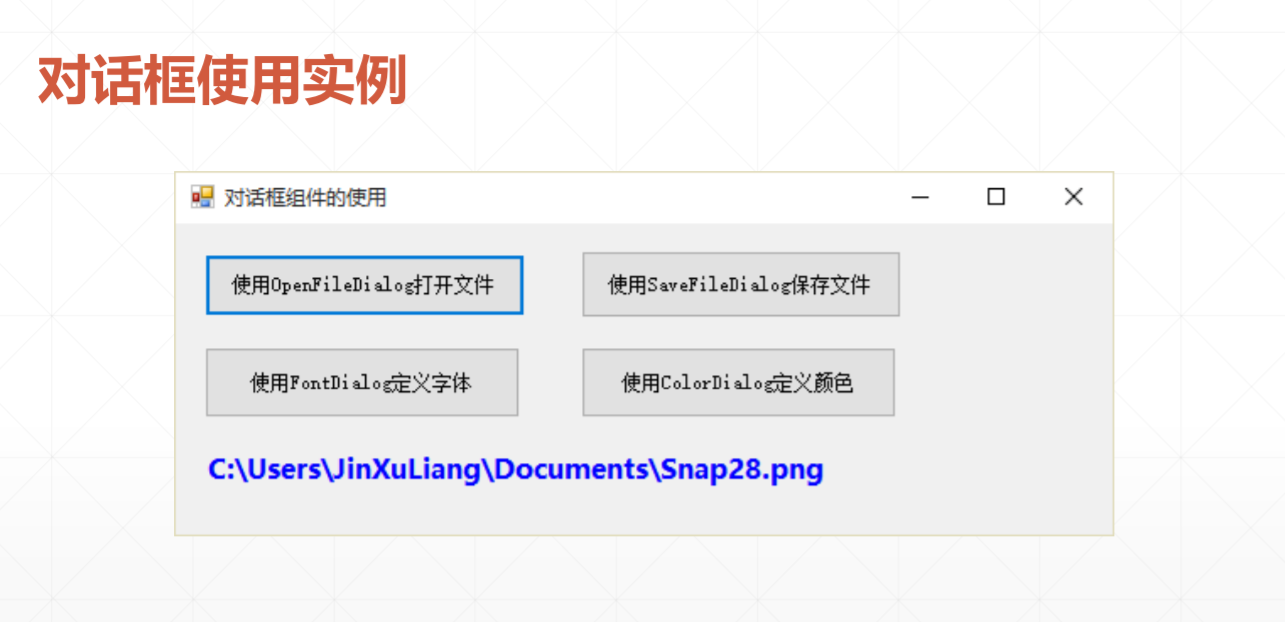 对话框使用实例
对话框组件的使用
使用OpenFileDialog打开文件
使用SaveFileDialog保存文件
使用FontDialog定义字体
使用ColorDialog定义颜色
C:\Users\JinXuLiang\Documents\Snap28.png